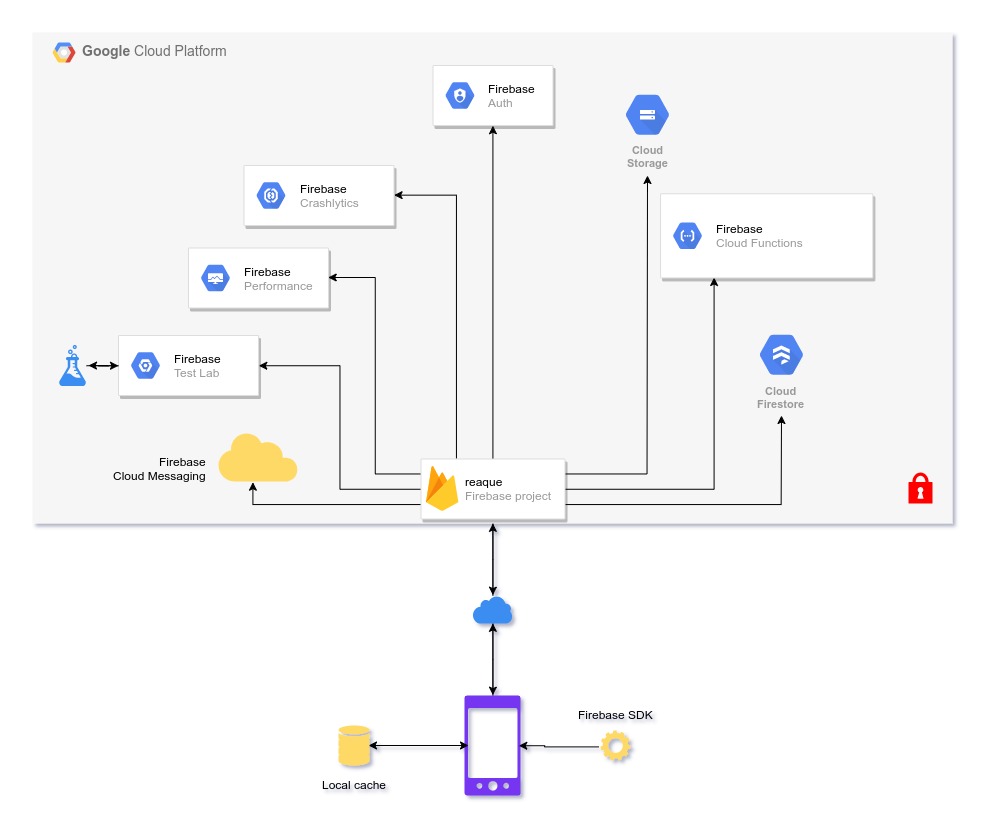 Google Cloud Platform
Firebase
Auth
Cloud
Storage
Firebase
Crashlytics
Firebase
Cloud Functions
Firebase
Performance
Firebase
Test Lab
Cloud
Firestore
Firebase
Cloud Messaging
reaque
Firebase project
Firebase SDK
Local cache